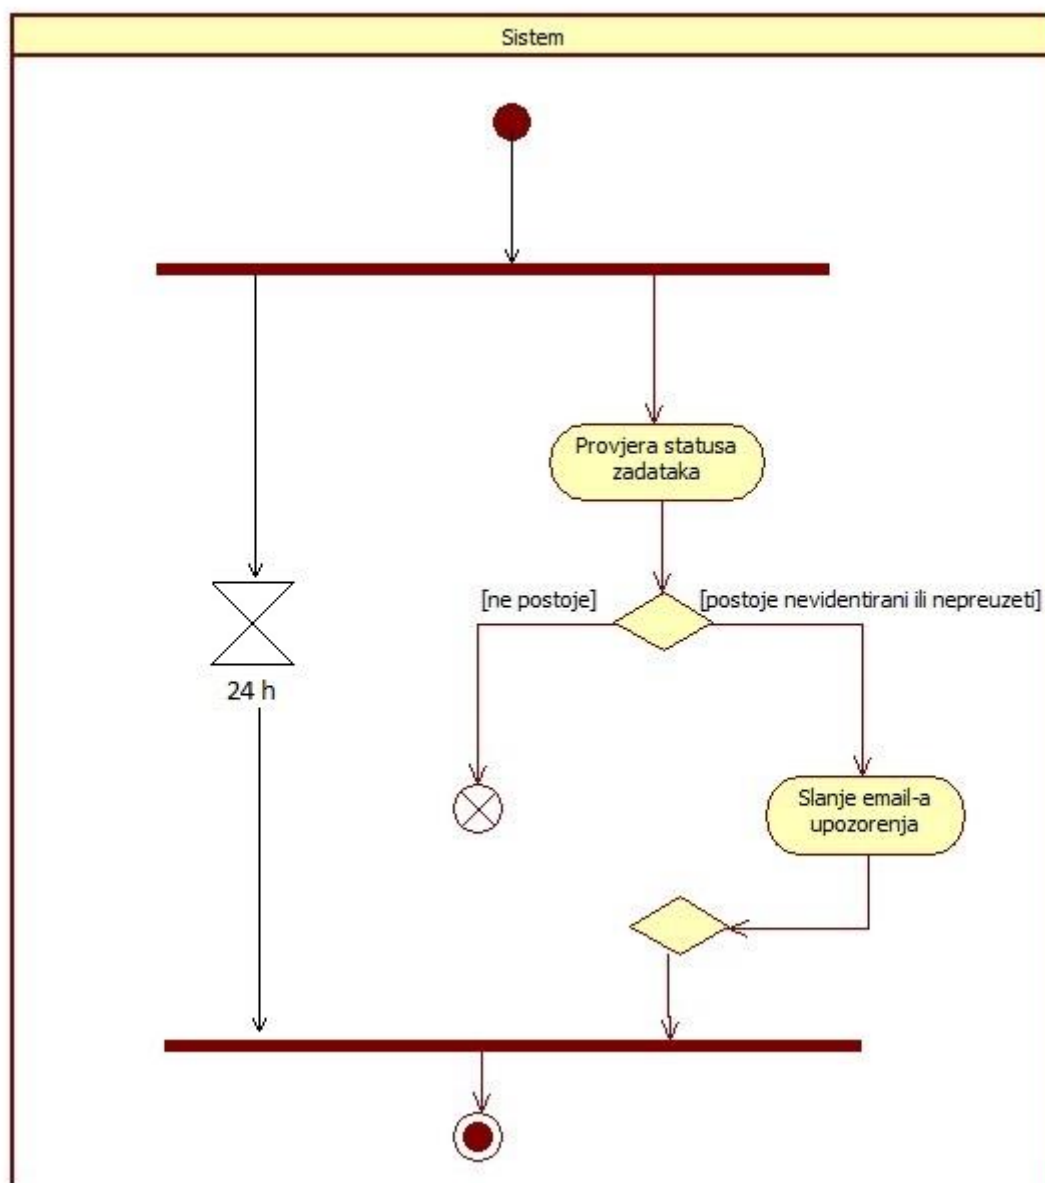 Sistem
Provjera statusa
zadataka
[ne postoje]
[postoje nevidentirani ili nepreuzeti]
24 h
Slanje email-a
upozorenja